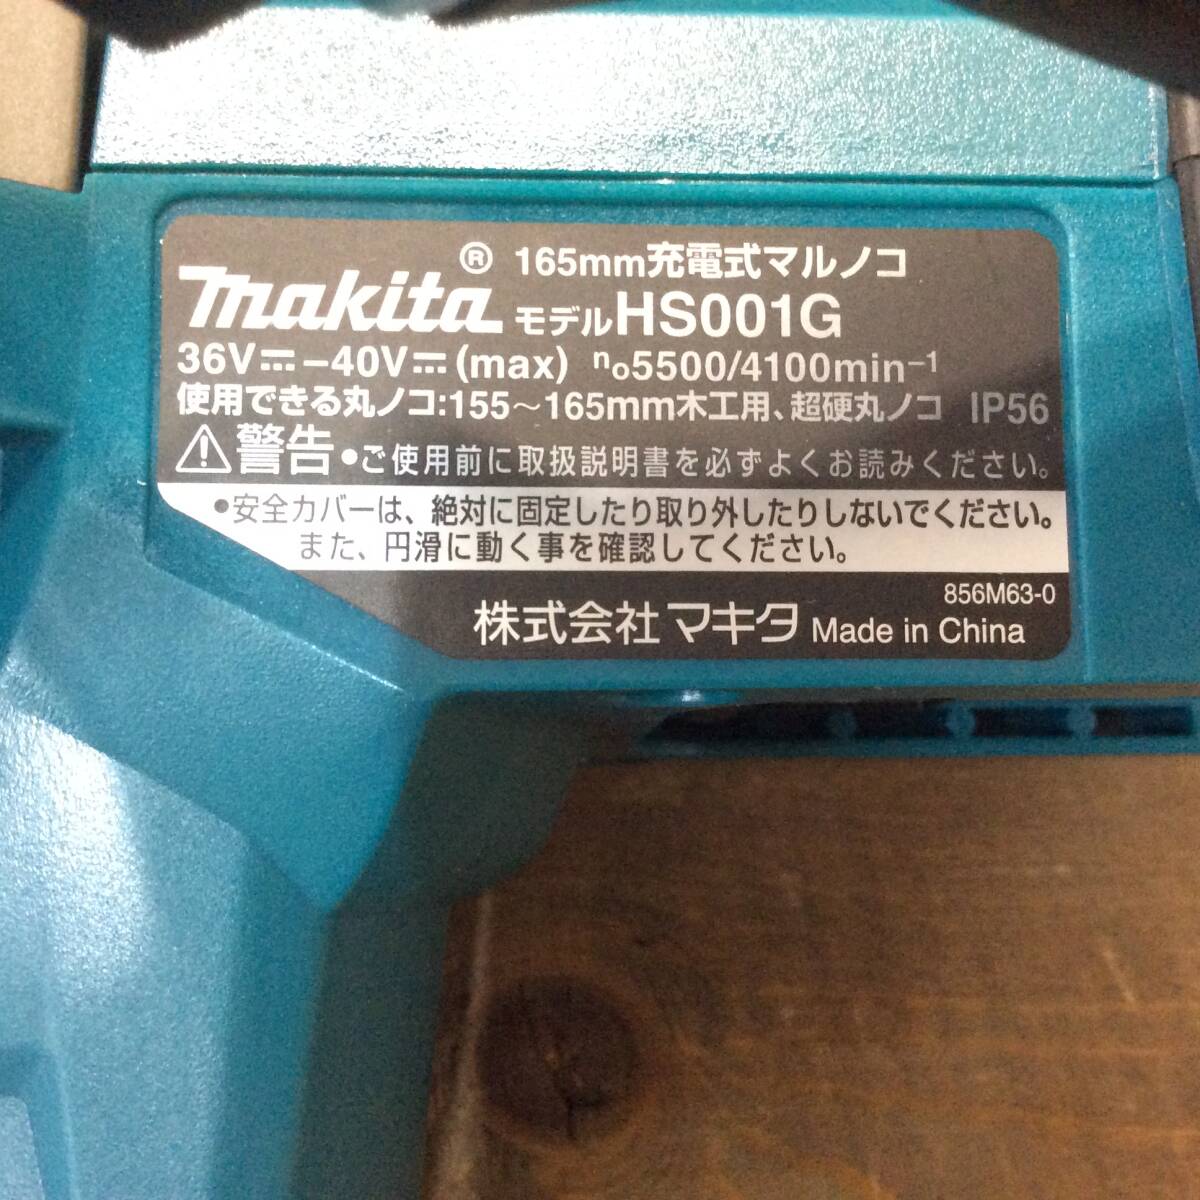 makita® 165mm充電式マルノコ
モデルHS001G
36V⎓–40V⎓(max) n₀5500/4100min⁻¹
使用できる丸ノコ:155～165mm木工用、超硬丸ノコ IP56
⚠警告 •ご使用前に取扱説明書を必ずよくお読みください。
•安全カバーは、絶対に固定したり取り外したりしないでください。
また、円滑に動く事を確認してください。
856M63-0
株式会社マキタ Made in China